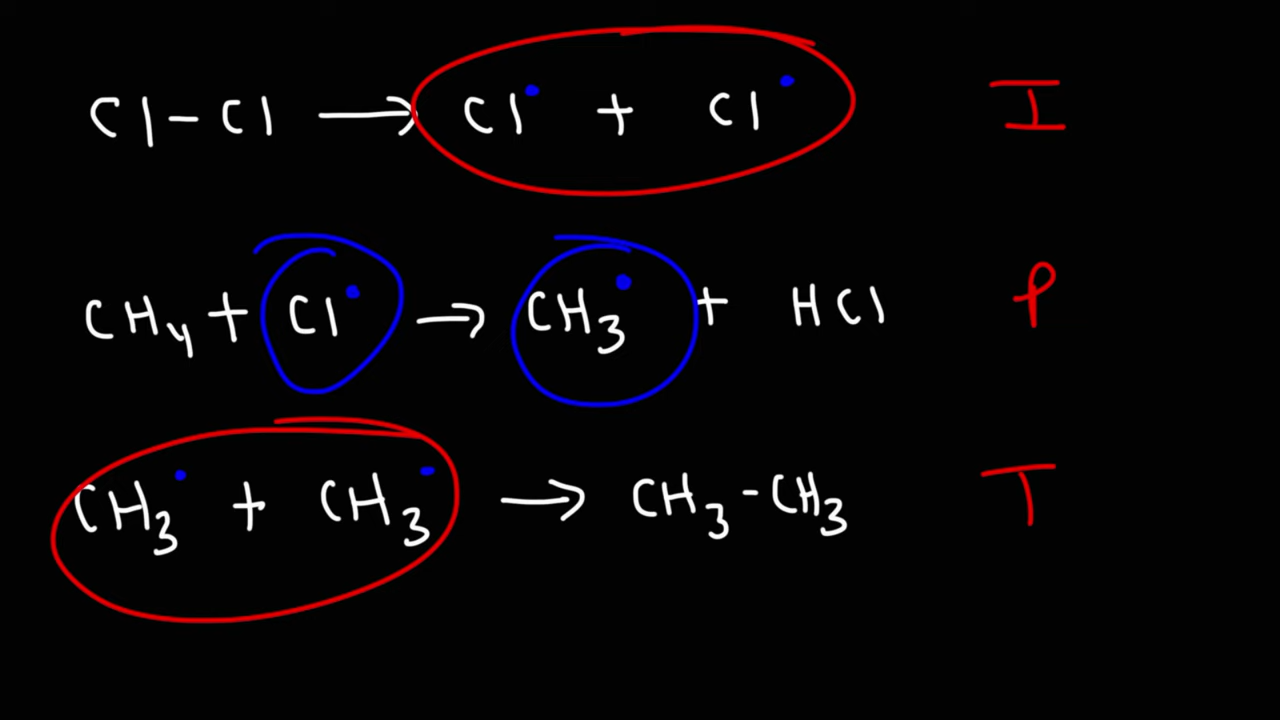 Cl-Cl → Cl• + Cl• I
CH₄ + Cl• → CH₃• + HCl P
CH₃• + CH₃• → CH₃-CH₃ T